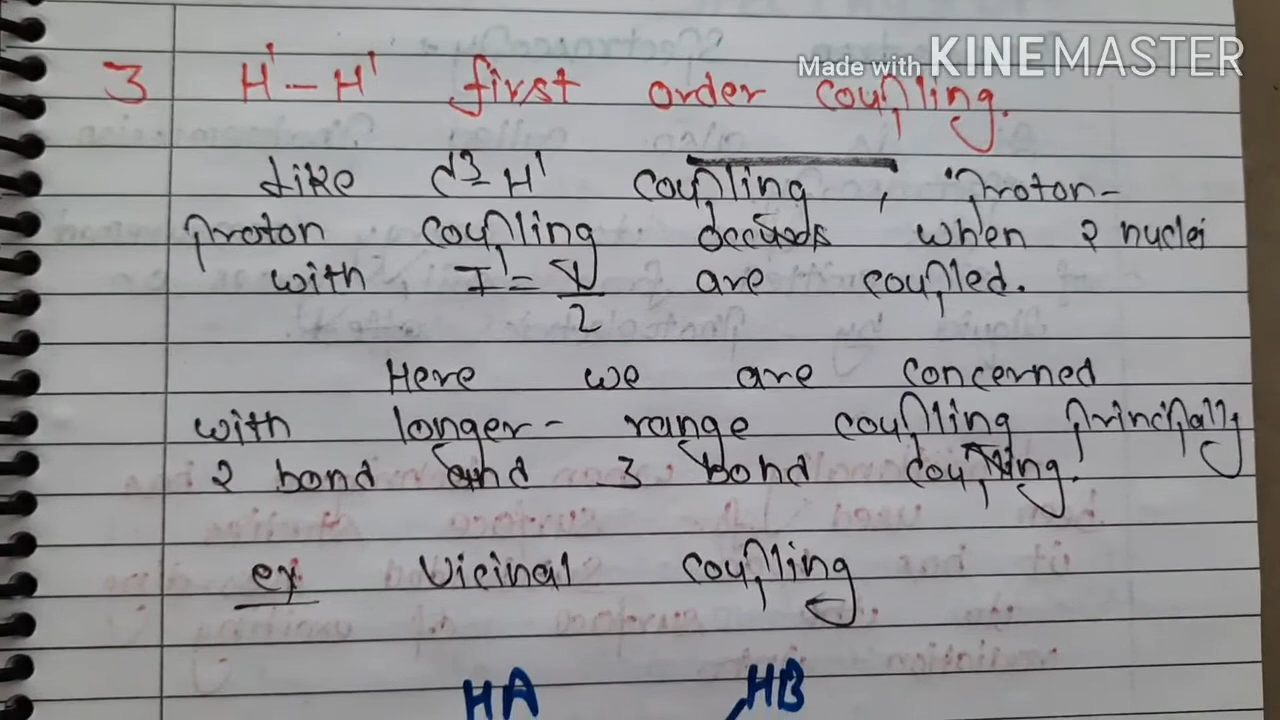 Made with KINEMASTER
3 H¹-H¹ first order coupling.
Like C¹³-H¹ coupling, Proton-
proton coupling when 2 nuclei
with I = 1/2 are coupled.
Here we are concerned
with longer-range coupling principally
2 bond and 3 bond coupling.
ex Vicinal coupling
HA HB